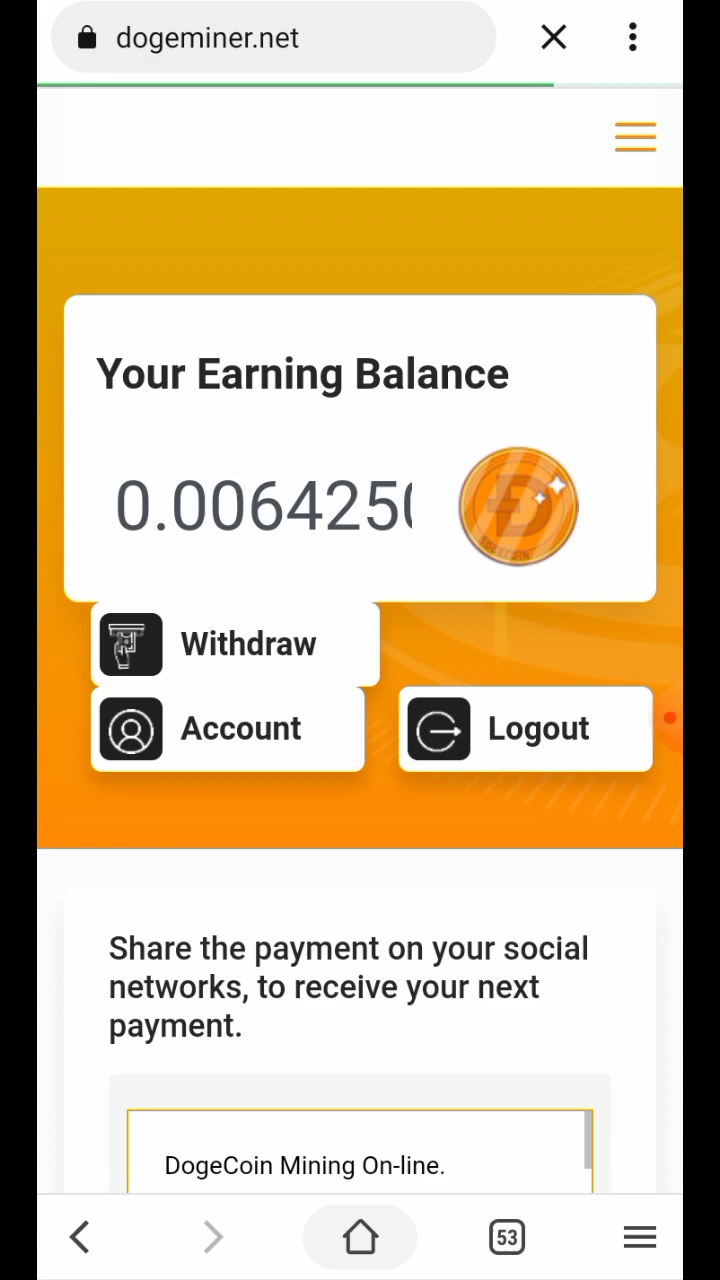 dogeminer.net
Your Earning Balance
0.006425
Withdraw
Account
Logout
Share the payment on your social
networks, to receive your next
payment.
DogeCoin Mining On-line.
53